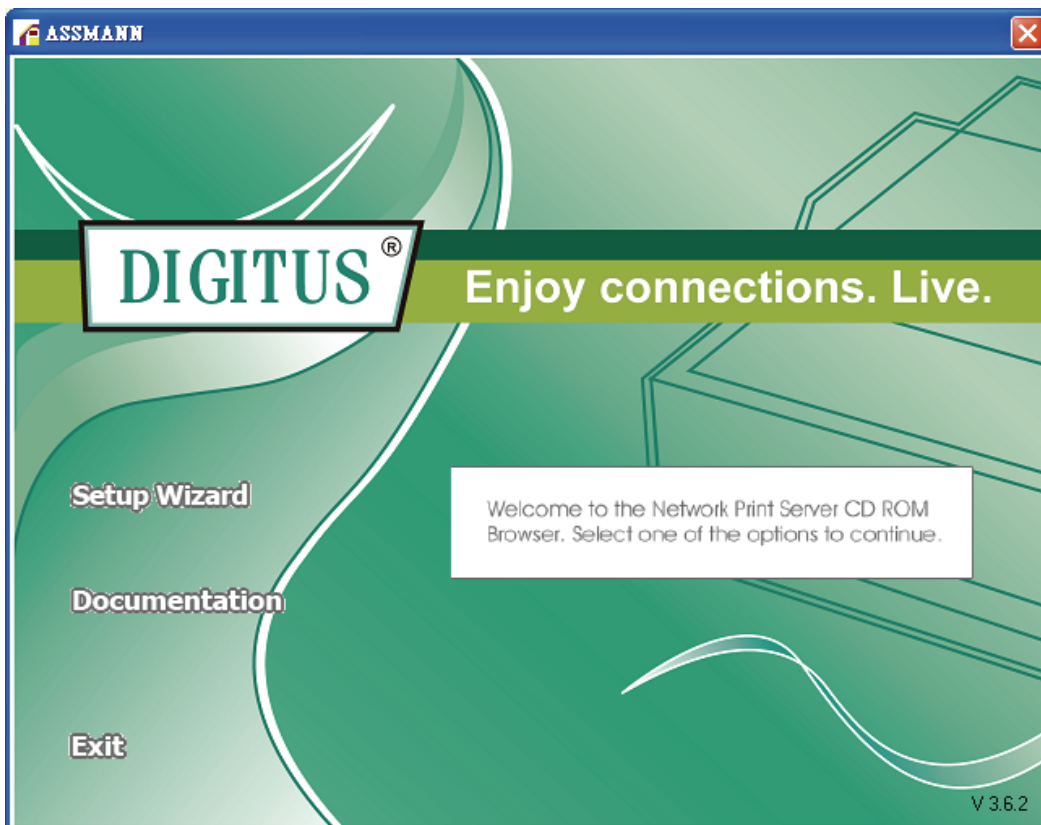 ASSMANN
DIGITUS®
Enjoy connections. Live.
Setup Wizard
Welcome to the Network Print Server CD ROM
Browser. Select one of the options to continue.
Documentation
Exit
V 3.6.2